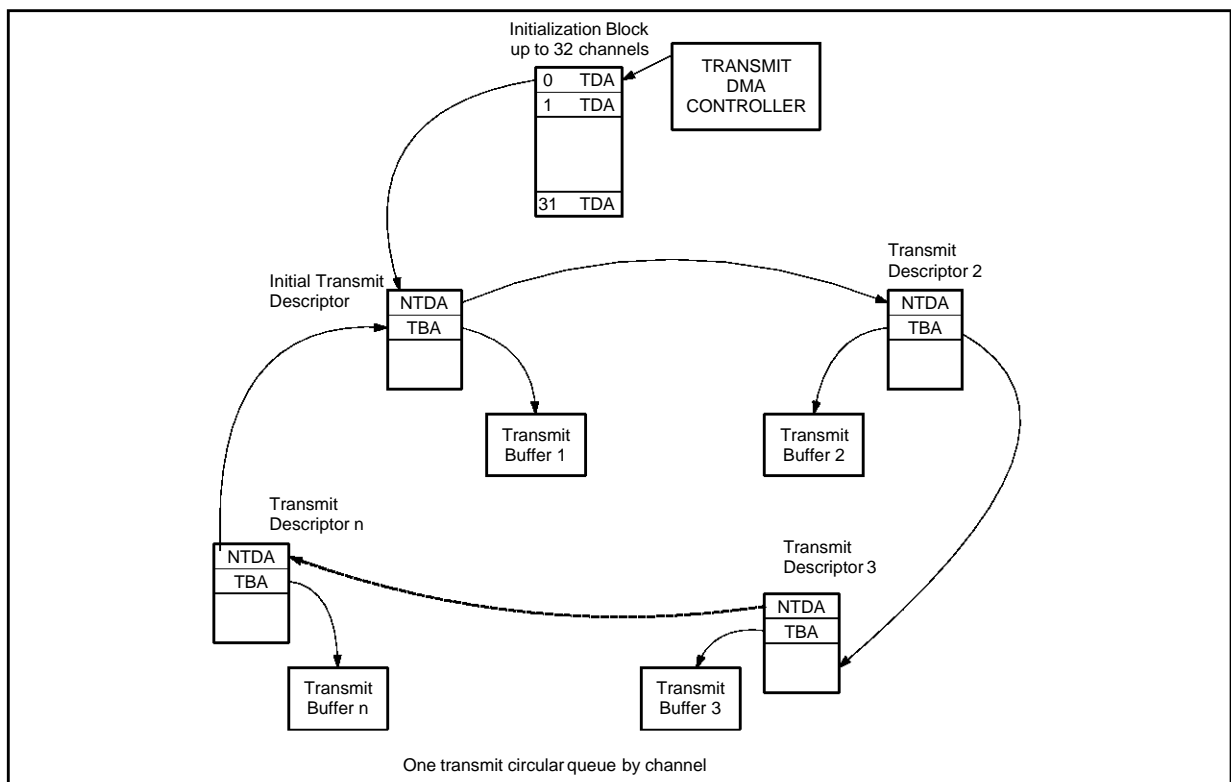 Initialization Block
up to 32 channels
TRANSMIT
DMA
CONTROLLER
0 TDA
1 TDA
31 TDA
Initial Transmit
Descriptor
NTDA
TBA
Transmit
Descriptor 2
NTDA
TBA
Transmit
Buffer 1
Transmit
Buffer 2
Transmit
Descriptor n
NTDA
TBA
Transmit
Descriptor 3
NTDA
TBA
Transmit
Buffer n
Transmit
Buffer 3
One transmit circular queue by channel